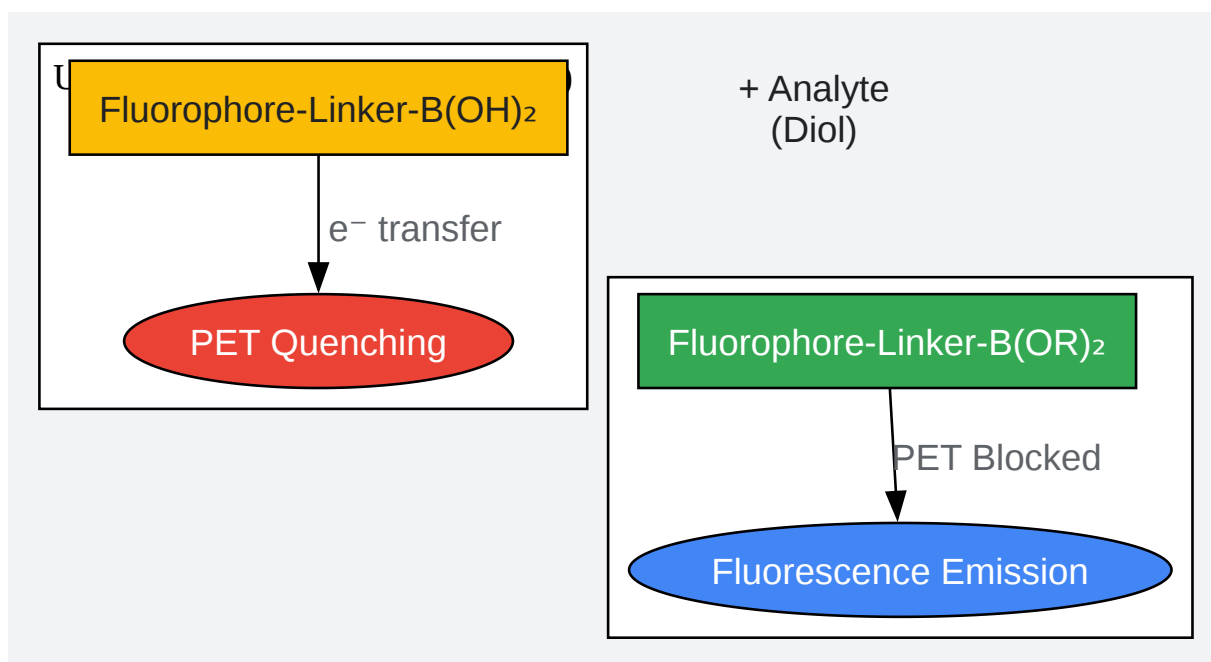 Fluorophore-Linker-B(OH)₂
e⁻ transfer
PET Quenching
+ Analyte
(Diol)
Fluorophore-Linker-B(OR)₂
PET Blocked
Fluorescence Emission